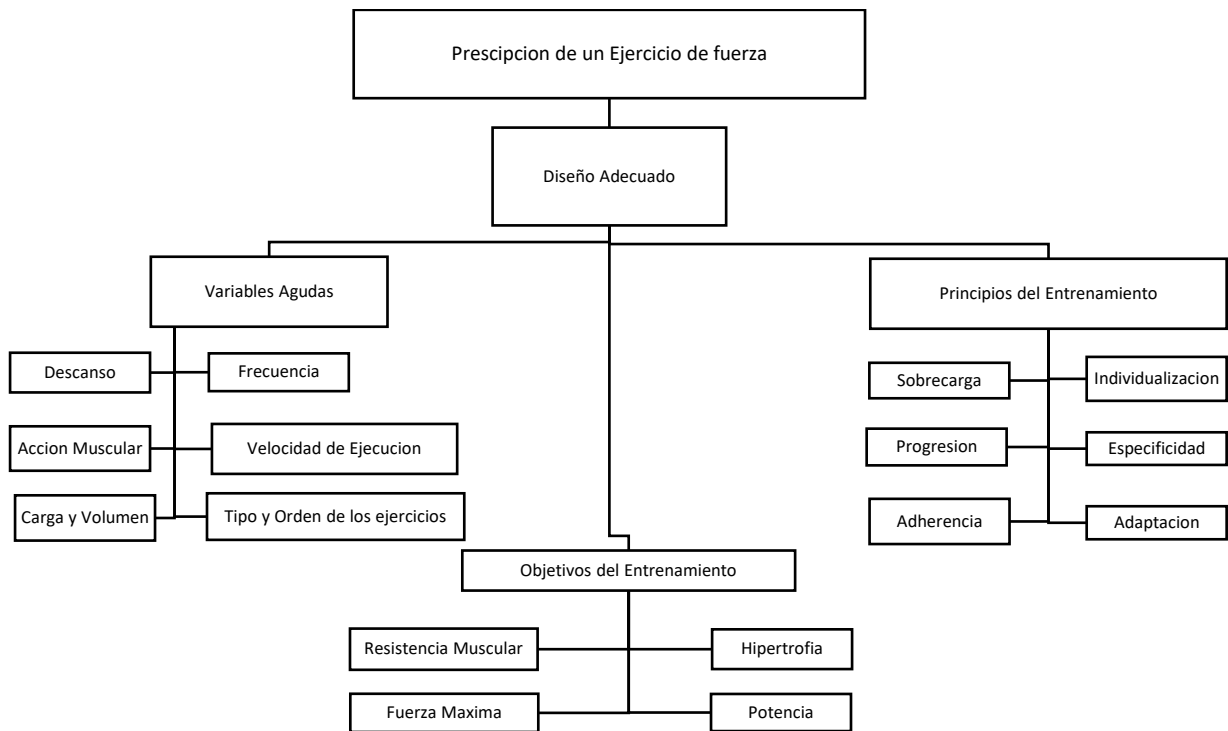 Prescipcion de un Ejercicio de fuerza
Diseño Adecuado
Variables Agudas
Descanso
Frecuencia
Accion Muscular
Velocidad de Ejecucion
Carga y Volumen
Tipo y Orden de los ejercicios
Objetivos del Entrenamiento
Resistencia Muscular
Hipertrofia
Fuerza Maxima
Potencia
Principios del Entrenamiento
Sobrecarga
Individualizacion
Progresion
Especificidad
Adherencia
Adaptacion